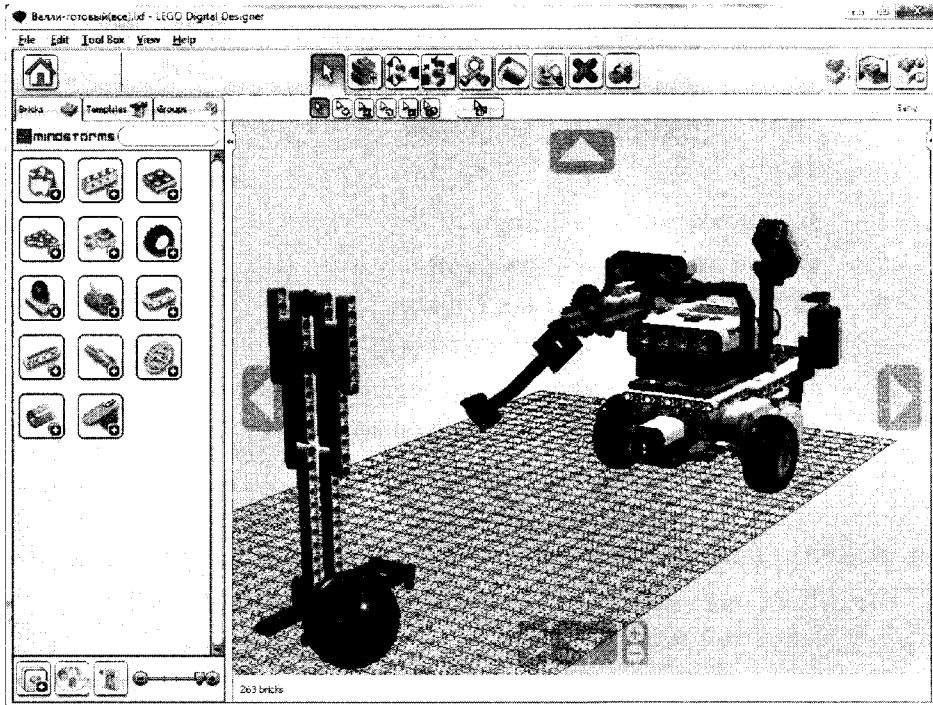 Валли-готовый(все).lxf - LEGO Digital Designer
File Edit Tool Box View Help
Bricks Templates Groups
mindstorms
263 bricks